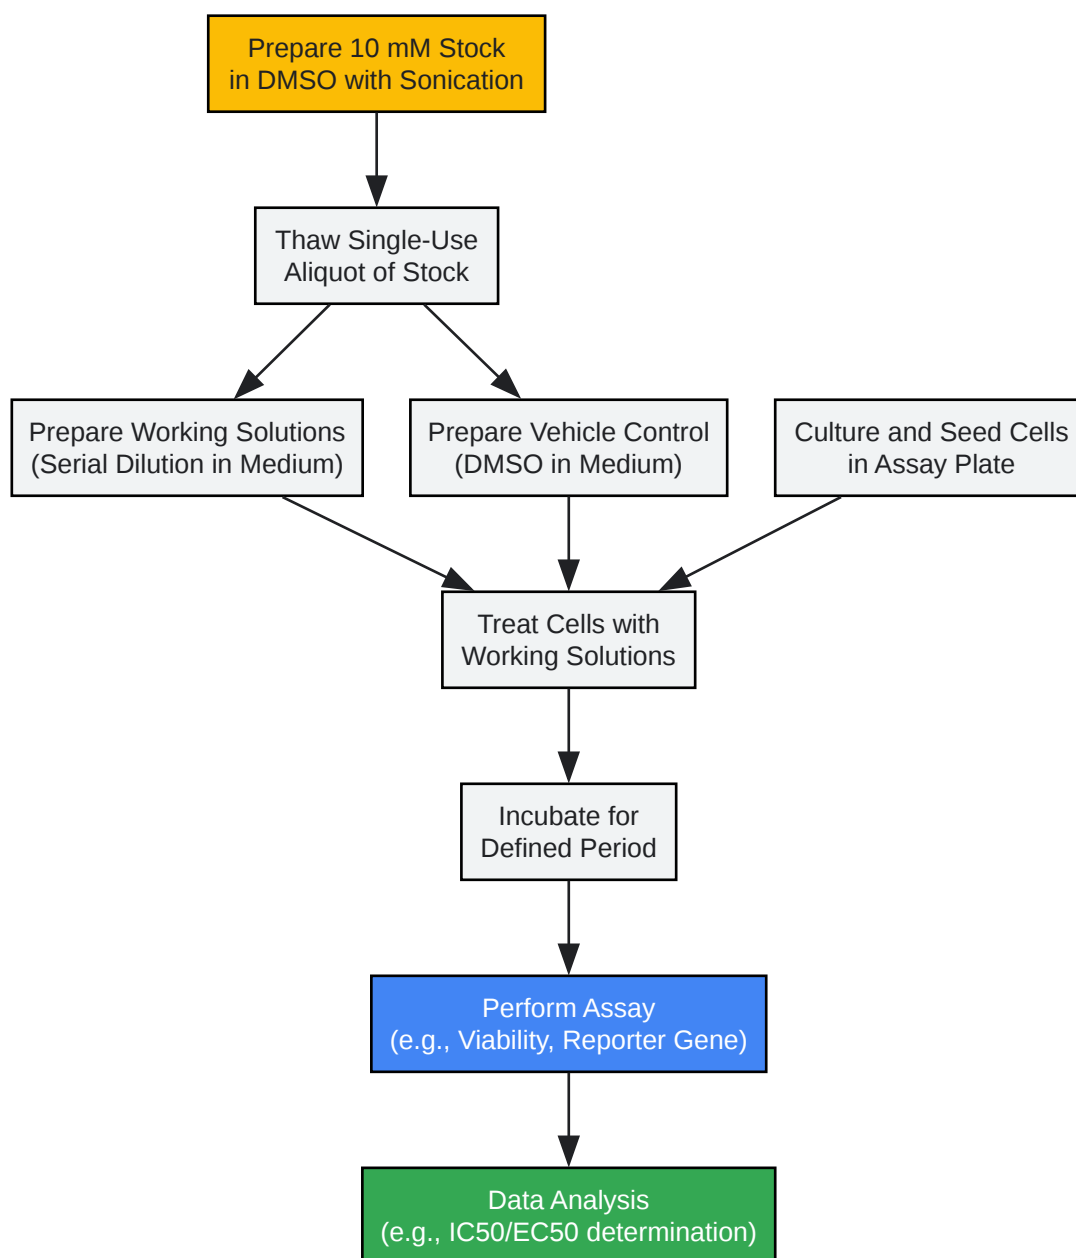 Prepare 10 mM Stock
in DMSO with Sonication
Thaw Single-Use
Aliquot of Stock
Prepare Working Solutions
(Serial Dilution in Medium)
Prepare Vehicle Control
(DMSO in Medium)
Culture and Seed Cells
in Assay Plate
Treat Cells with
Working Solutions
Incubate for
Defined Period
Perform Assay
(e.g., Viability, Reporter Gene)
Data Analysis
(e.g., IC50/EC50 determination)